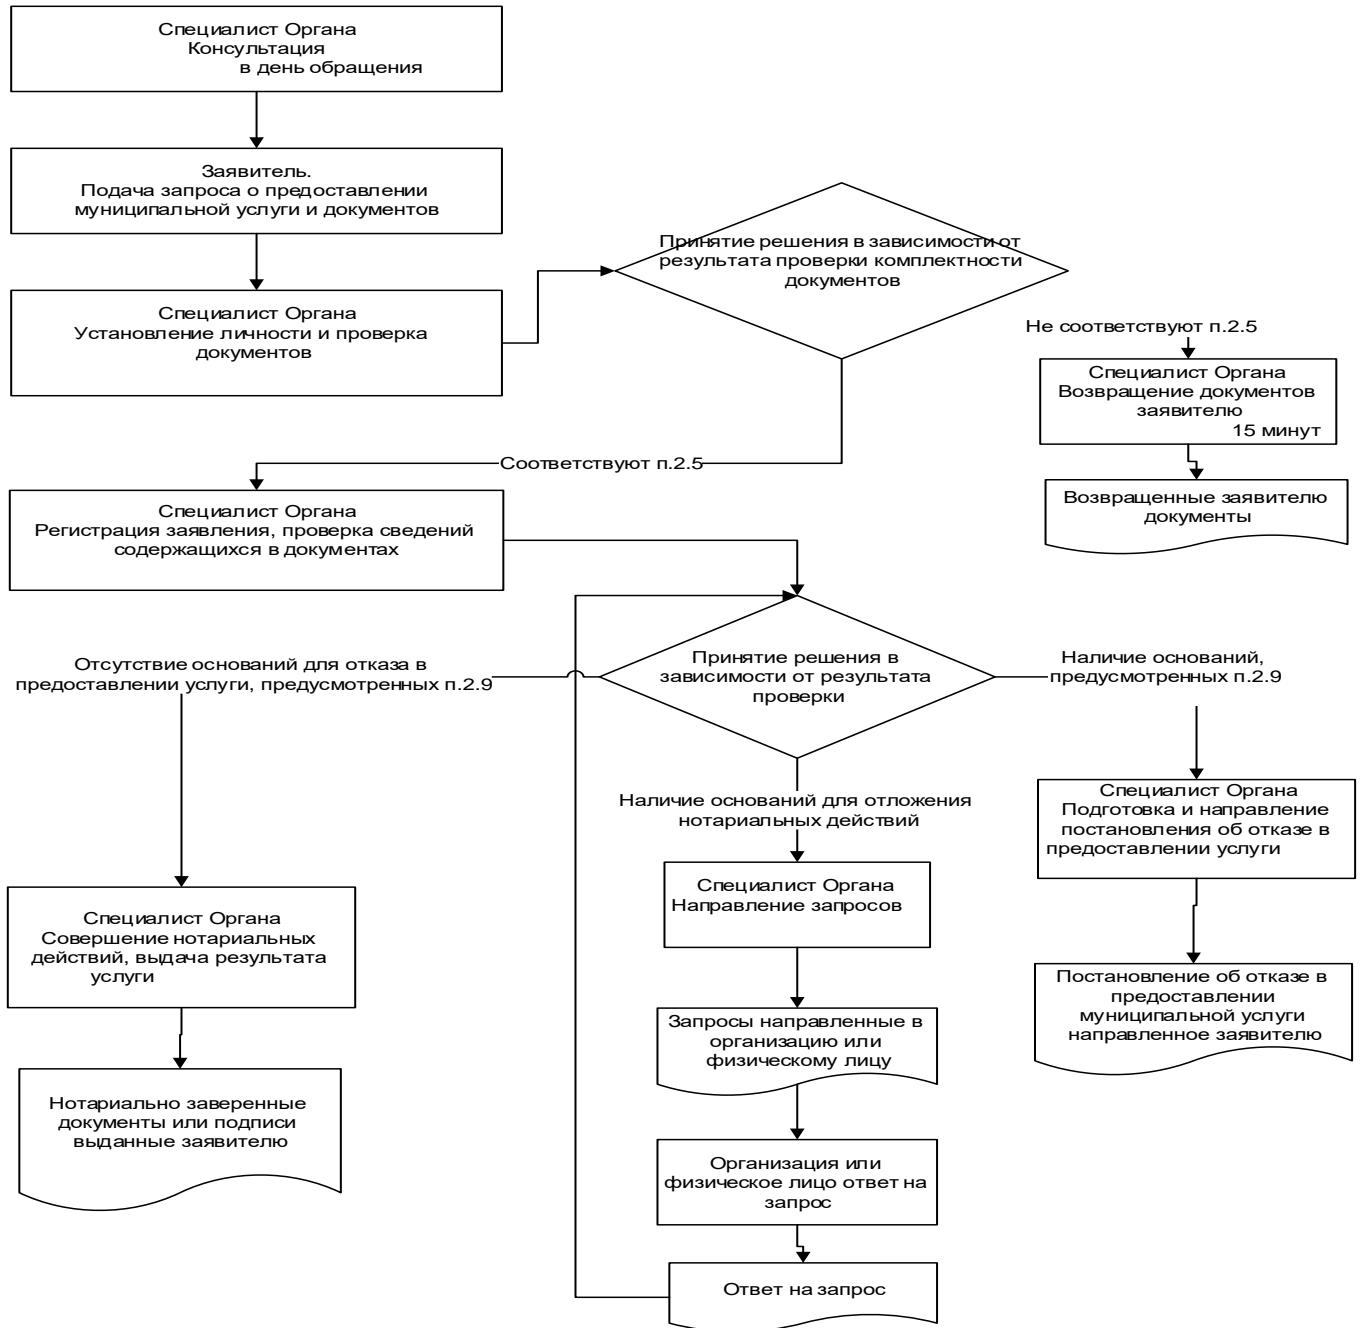 Специалист Органа
Консультация
в день обращения
Заявитель.
Подача запроса о предоставлении
муниципальной услуги и документов
Специалист Органа
Установление личности и проверка
документов
Принятие решения в зависимости от
результата проверки комплектности
документов
Не соответствуют п.2.5
Специалист Органа
Возвращение документов
заявителю
15 минут
Возвращенные заявителю
документы
Соответствуют п.2.5
Специалист Органа
Регистрация заявления, проверка сведений
содержащихся в документах
Принятие решения в
зависимости от результата
проверки
Отсутствие оснований для отказа в
предоставлении услуги, предусмотренных п.2.9
Наличие оснований,
предусмотренных п.2.9
Наличие оснований для отложения
нотариальных действий
Специалист Органа
Подготовка и направление
постановления об отказе в
предоставлении услуги
Специалист Органа
Направление запросов
Специалист Органа
Совершение нотариальных
действий, выдача результата
услуги
Постановление об отказе в
предоставлении
муниципальной услуги
направленное заявителю
Запросы направленные в
организацию или
физическому лицу
Нотариально заверенные
документы или подписи
выданные заявителю
Организация или
физическое лицо ответ на
запрос
Ответ на запрос